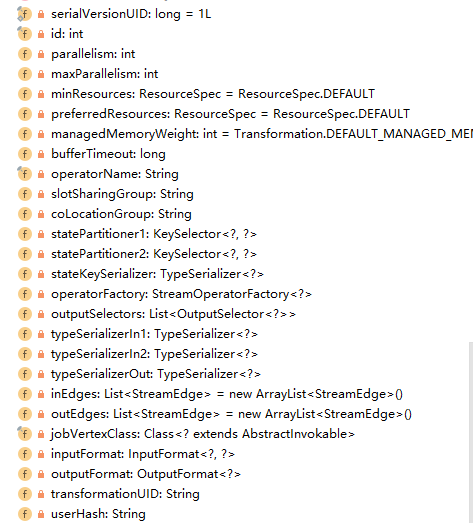 f serialVersionUID: long = 1L
f id: int
f parallelism: int
f maxParallelism: int
f minResources: ResourceSpec = ResourceSpec.DEFAULT
f preferredResources: ResourceSpec = ResourceSpec.DEFAULT
f managedMemoryWeight: int = Transformation.DEFAULT_MANAGED_MEM
f bufferTimeout: long
f operatorName: String
f slotSharingGroup: String
f coLocationGroup: String
f statePartitioner1: KeySelector<?, ?>
f statePartitioner2: KeySelector<?, ?>
f stateKeySerializer: TypeSerializer<?>
f operatorFactory: StreamOperatorFactory<?>
f outputSelectors: List<OutputSelector<?>>
f typeSerializerIn1: TypeSerializer<?>
f typeSerializerIn2: TypeSerializer<?>
f typeSerializerOut: TypeSerializer<?>
f inEdges: List<StreamEdge> = new ArrayList<StreamEdge>()
f outEdges: List<StreamEdge> = new ArrayList<StreamEdge>()
f jobVertexClass: Class<? extends AbstractInvokable>
f inputFormat: InputFormat<?, ?>
f outputFormat: OutputFormat<?>
f transformationUID: String
f userHash: String